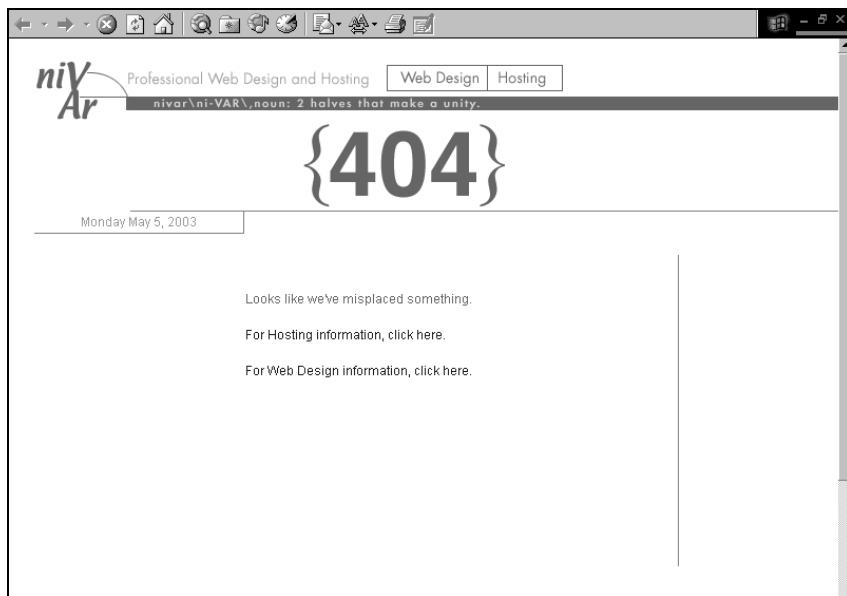 niV
Ar
Professional Web Design and Hosting
Web Design
Hosting
nivar\ni-VAR\,noun: 2 halves that make a unity.
{404}
Monday May 5, 2003
Looks like we've misplaced something.
For Hosting information, click here.
For Web Design information, click here.